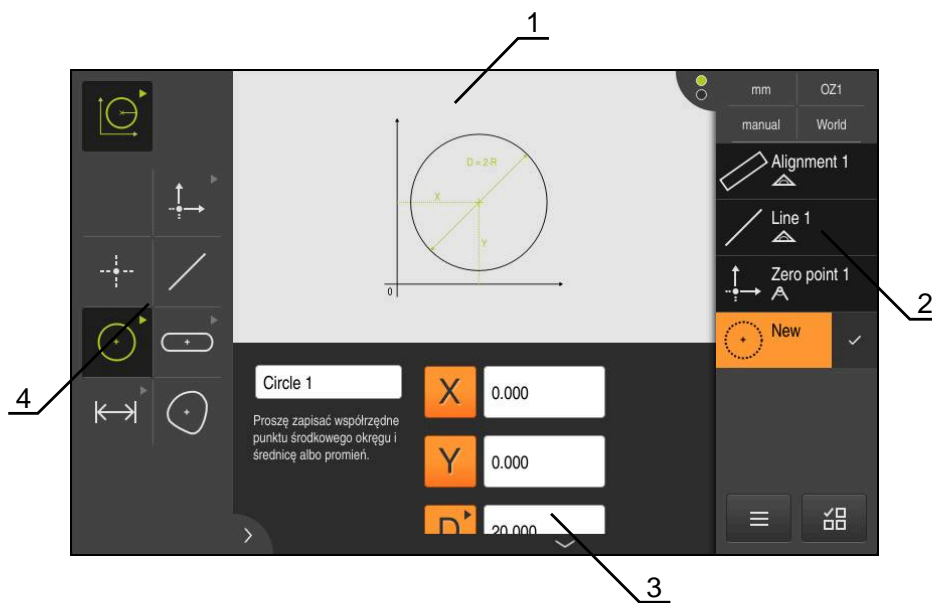 1
mm OZ1
manual World
D = 2 R
X
Y
0
Alignment 1
Line 1
Zero point 1
New
2
4
Circle 1
Proszę zapisać współrzędne
punktu środkowego okręgu i
średnicę albo promień.
X 0.000
Y 0.000
D 20.000
3